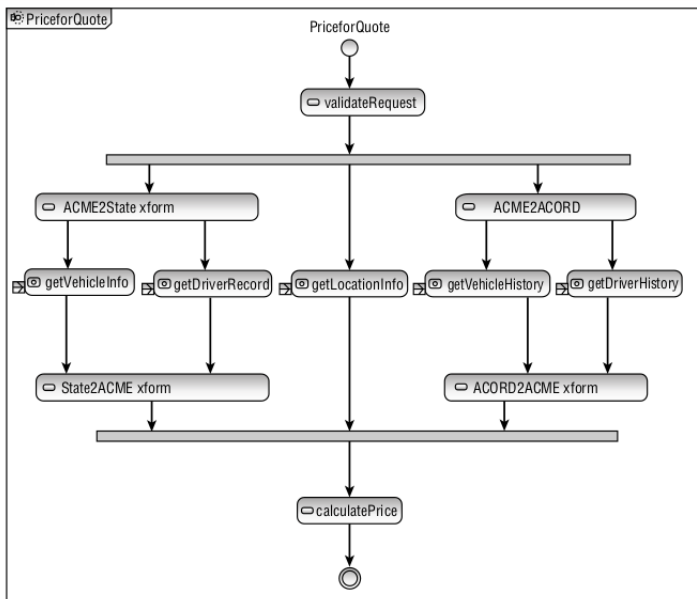 PriceforQuote
PriceforQuote
validateRequest
ACME2State xform
ACME2ACORD
getVehicleInfo
getDriverRecord
getLocationInfo
getVehicleHistory
getDriverHistory
State2ACME xform
ACORD2ACME xform
calculatePrice